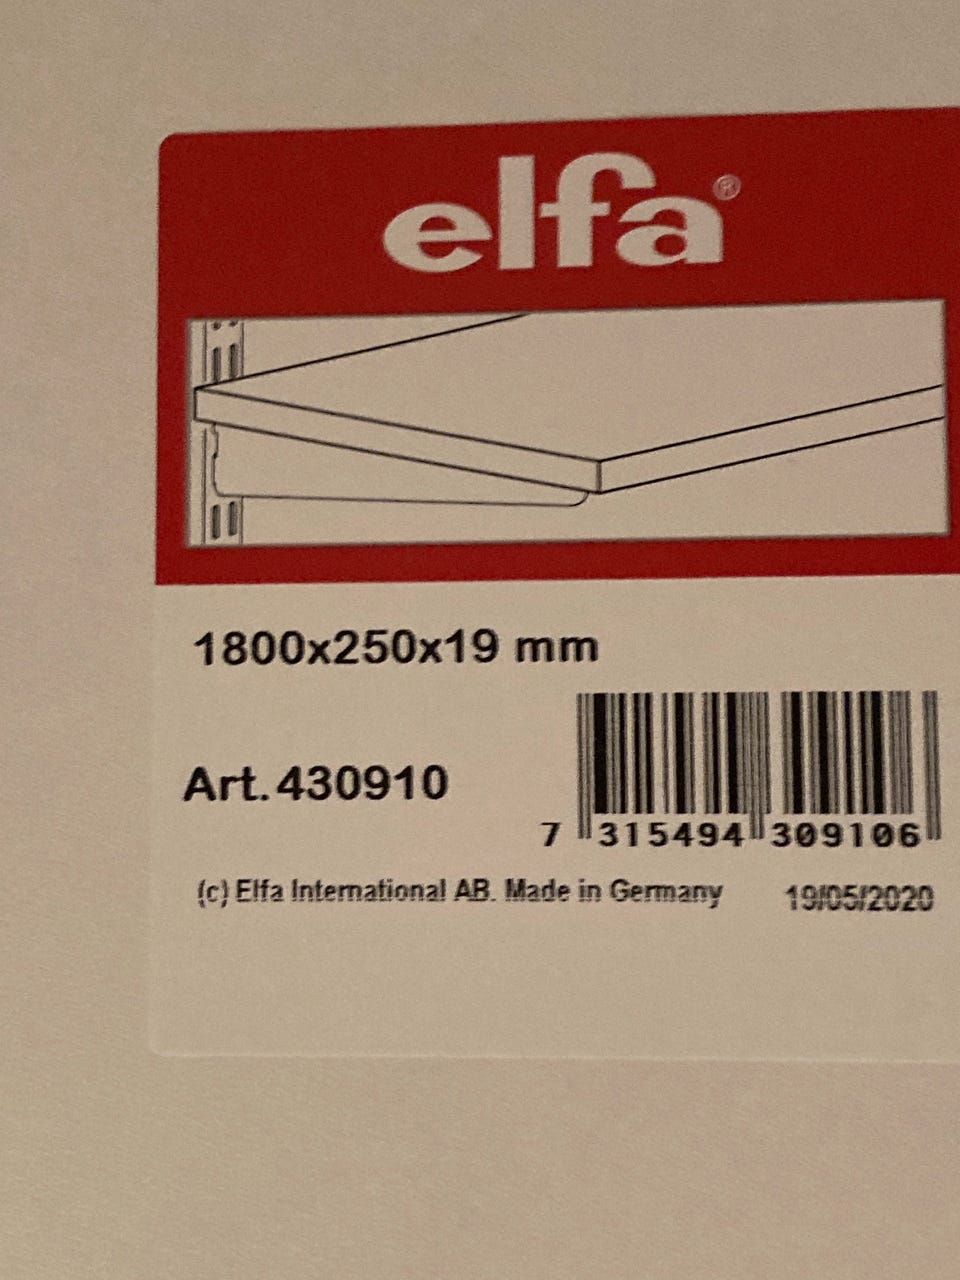 elfa®
1800x250x19 mm
Art. 430910
7 315494 309106
(c) Elfa International AB. Made in Germany 19/05/2020